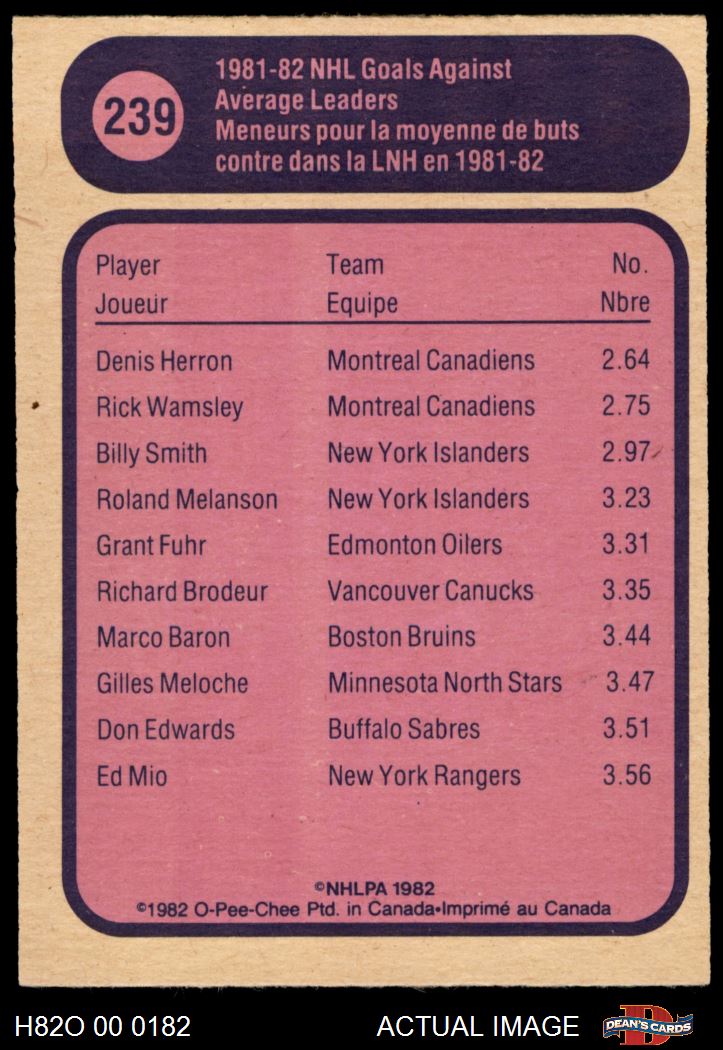 239
1981-82 NHL Goals Against
Average Leaders
Meneurs pour la moyenne de buts
contre dans la LNH en 1981-82
Player Team No.
Joueur Equipe Nbre
Denis Herron Montreal Canadiens 2.64
Rick Wamsley Montreal Canadiens 2.75
Billy Smith New York Islanders 2.97
Roland Melanson New York Islanders 3.23
Grant Fuhr Edmonton Oilers 3.31
Richard Brodeur Vancouver Canucks 3.35
Marco Baron Boston Bruins 3.44
Gilles Meloche Minnesota North Stars 3.47
Don Edwards Buffalo Sabres 3.51
Ed Mio New York Rangers 3.56
©NHLPA 1982
©1982 O-Pee-Chee Ptd. in Canada•Imprimé au Canada
H82O 00 0182 ACTUAL IMAGE D DEAN'S CARDS